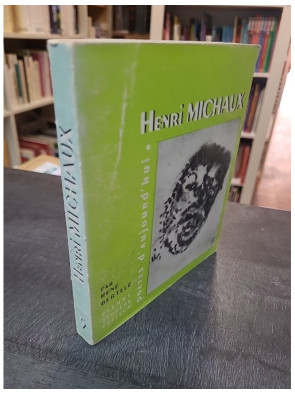 HENRI MICHAUX
HENRI MICHAUX
poètes d'aujourd'hui
PAR
RENÉ
BERTELÉ